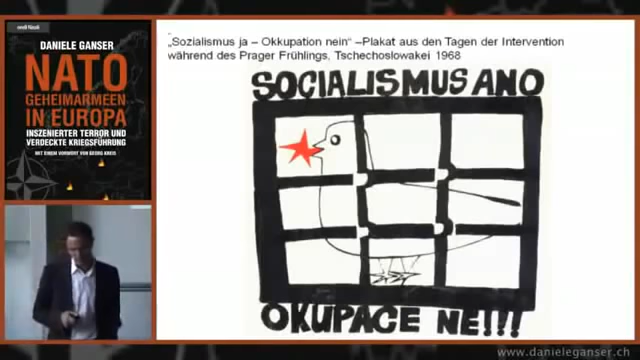 orell füssli
DANIELE GANSER
NATO
GEHEIMARMEEN
IN EUROPA
INSZENIERTER TERROR UND
VERDECKTE KRIEGSFÜHRUNG
MIT EINEM VORWORT VON GEORG KREIS
„Sozialismus ja – Okkupation nein“ –Plakat aus den Tagen der Intervention
während des Prager Frühlings, Tschechoslowakei 1968
SOCIALISMUS ANO
OKUPACE NE!!!
www.danieleganser.ch